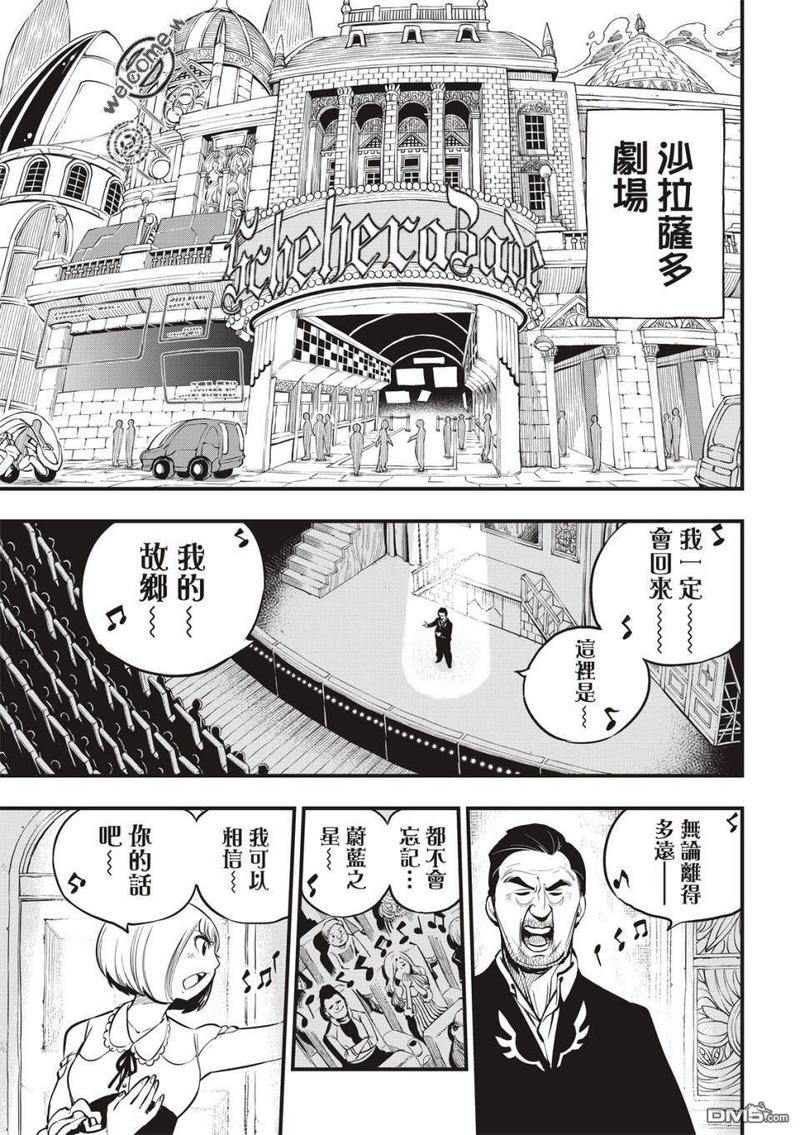 welcome-w
沙拉薩多
劇場
Scheherazade
我一定～
會回來～
這裡是～
我的
故鄉～
無論離得
多遠──
都不會
忘記…
蔚藍之
星～
我可以
相信～
你的話
吧～
DM5.com